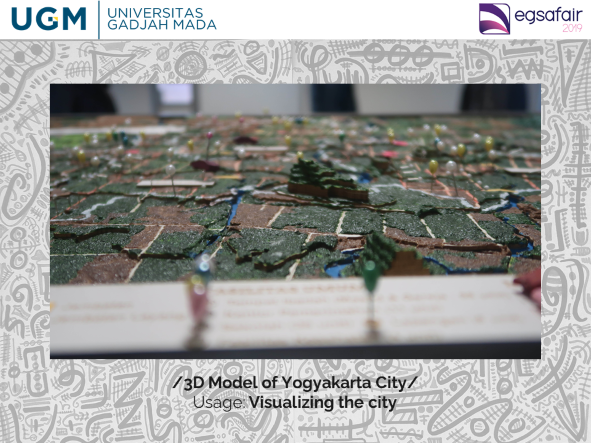 UGM
UNIVERSITAS
GADJAH MADA
egsafair
2019
/3D Model of Yogyakarta City/
Usage: Visualizing the city